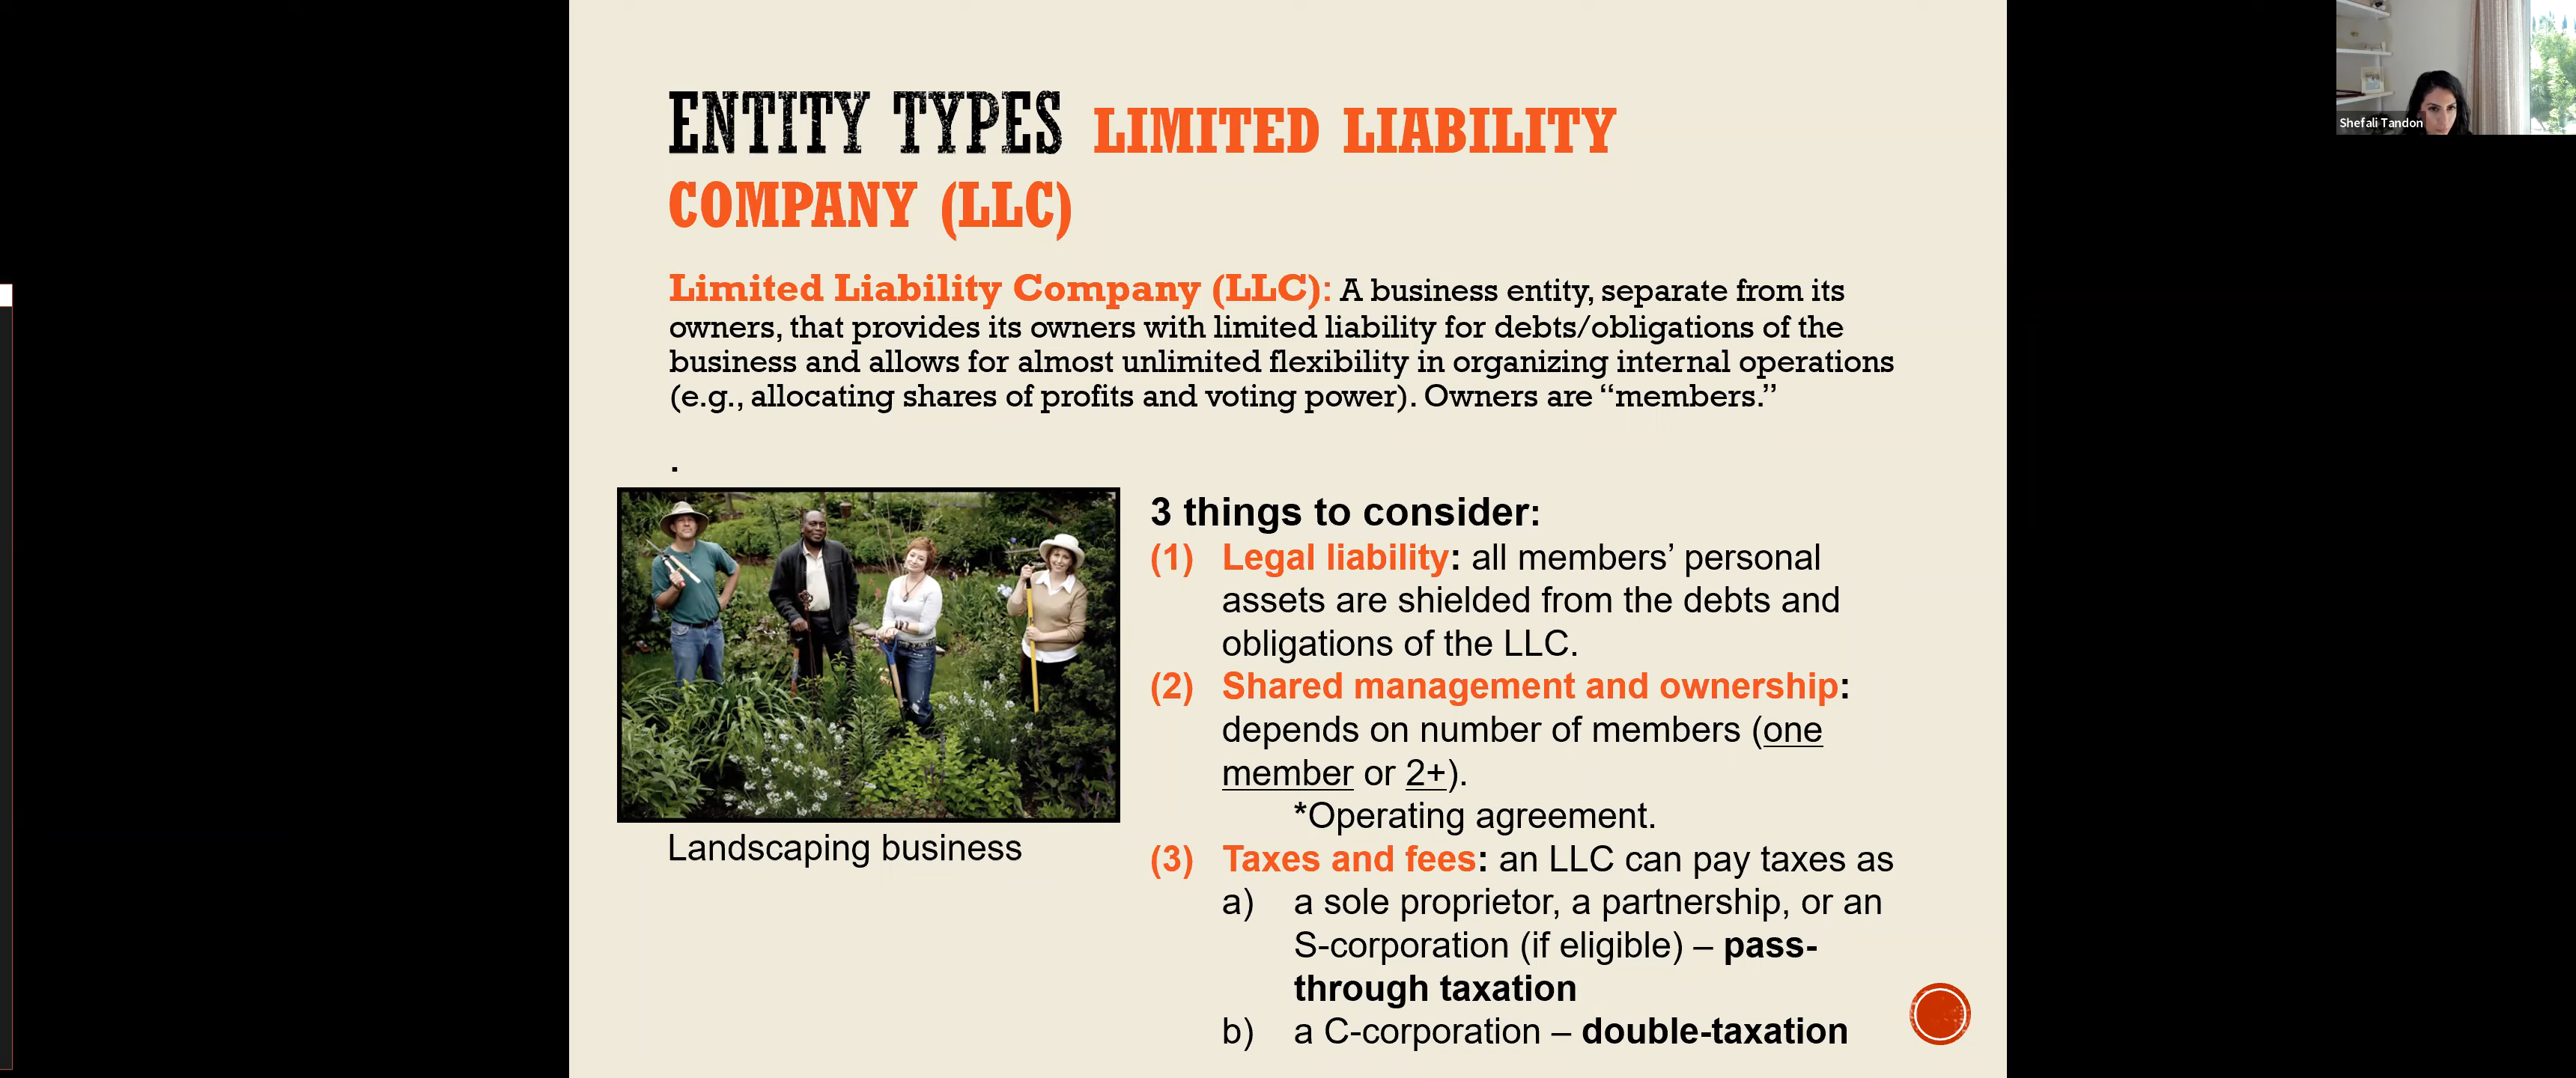 ENTITY TYPES LIMITED LIABILITY
COMPANY (LLC)
Limited Liability Company (LLC): A business entity, separate from its
owners, that provides its owners with limited liability for debts/obligations of the
business and allows for almost unlimited flexibility in organizing internal operations
(e.g., allocating shares of profits and voting power). Owners are “members.”
.
3 things to consider:
(1) Legal liability: all members’ personal
assets are shielded from the debts and
obligations of the LLC.
(2) Shared management and ownership:
depends on number of members (one
member or 2+).
*Operating agreement.
(3) Taxes and fees: an LLC can pay taxes as
a) a sole proprietor, a partnership, or an
S-corporation (if eligible) – pass-
through taxation
b) a C-corporation – double-taxation
Landscaping business
Shefali Tandon